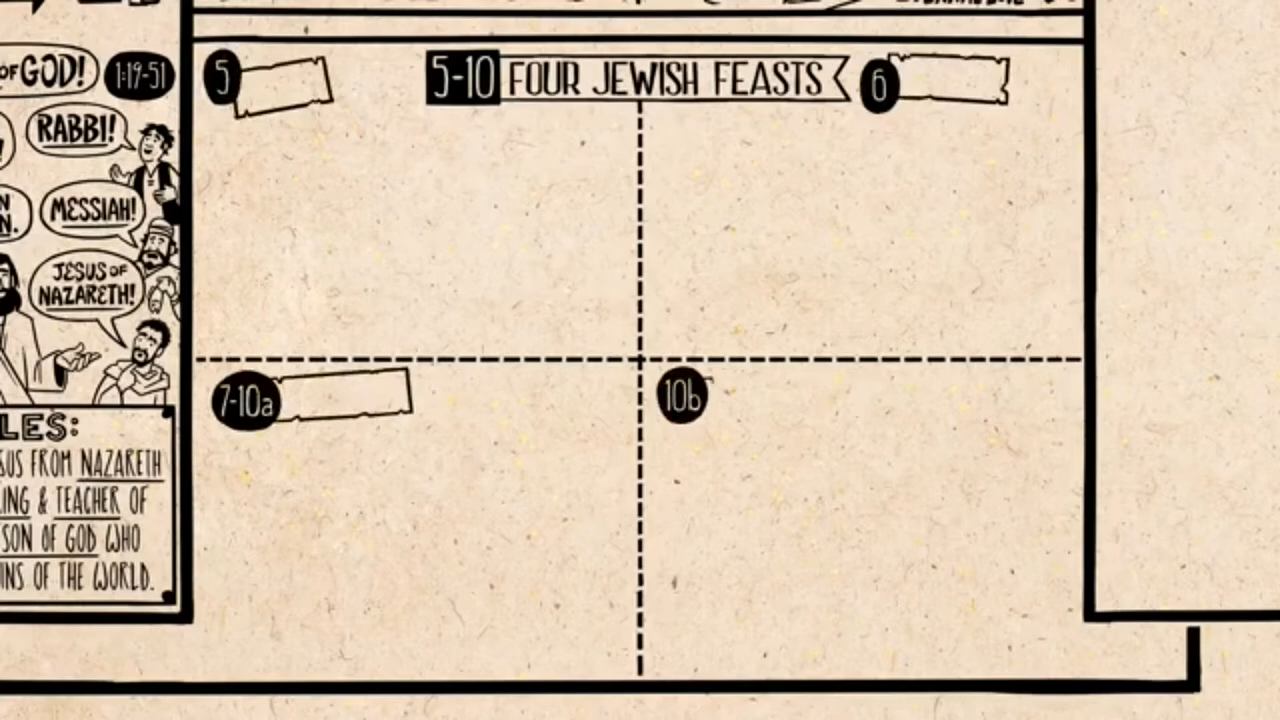 OF GOD!
1:19-51
RABBI!
MESSIAH!
JESUS OF
NAZARETH!
LES:
SUS FROM NAZARETH
ING & TEACHER OF
SON OF GOD WHO
INS OF THE WORLD.
5
5-10 FOUR JEWISH FEASTS
6
7-10a
10b